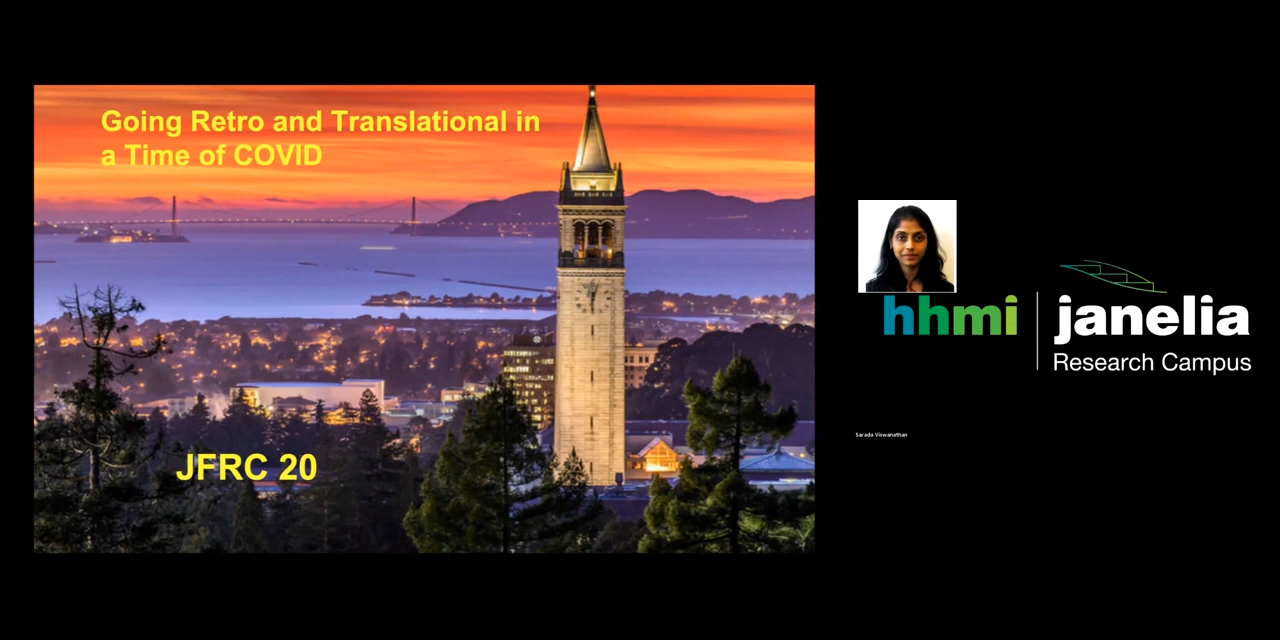 Going Retro and Translational in
a Time of COVID
JFRC 20
hhmi
janelia
Research Campus
Sarada Viswanathan